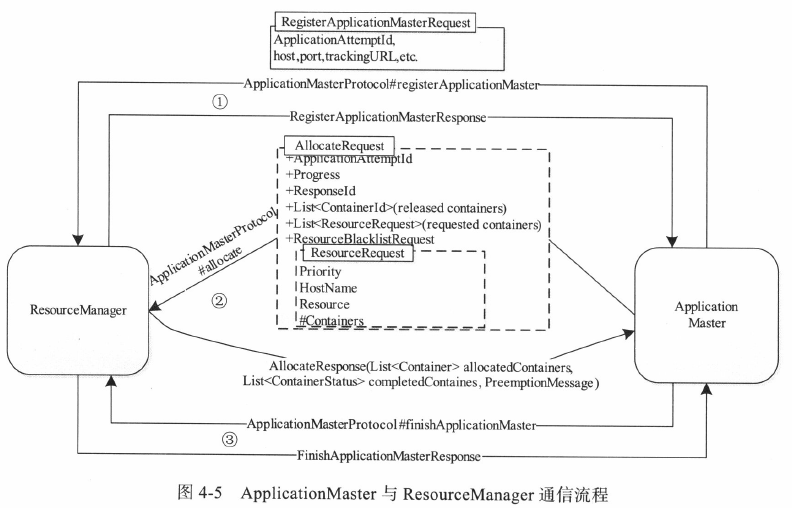 RegisterApplicationMasterRequest
ApplicationAttemptId,
host,port,trackingURL,etc.
ApplicationMasterProtocol#registerApplicationMaster
①
RegisterApplicationMasterResponse
AllocateRequest
+ApplicationAttemptId
+Progress
+ResponseId
+List<ContainerId>(released containers)
+List<ResourceRequest>(requested containers)
+ResourceBlacklistRequest
ResourceRequest
Priority
HostName
Resource
#Containers
ApplicationMasterProtocol
#allocate
②
ResourceManager
Application
Master
AllocateResponse(List<Container> allocatedContainers,
List<ContainerStatus> completedContaines, PreemptionMessage)
ApplicationMasterProtocol#finishApplicationMaster
③
FinishApplicationMasterResponse
图 4-5 ApplicationMaster 与 ResourceManager 通信流程